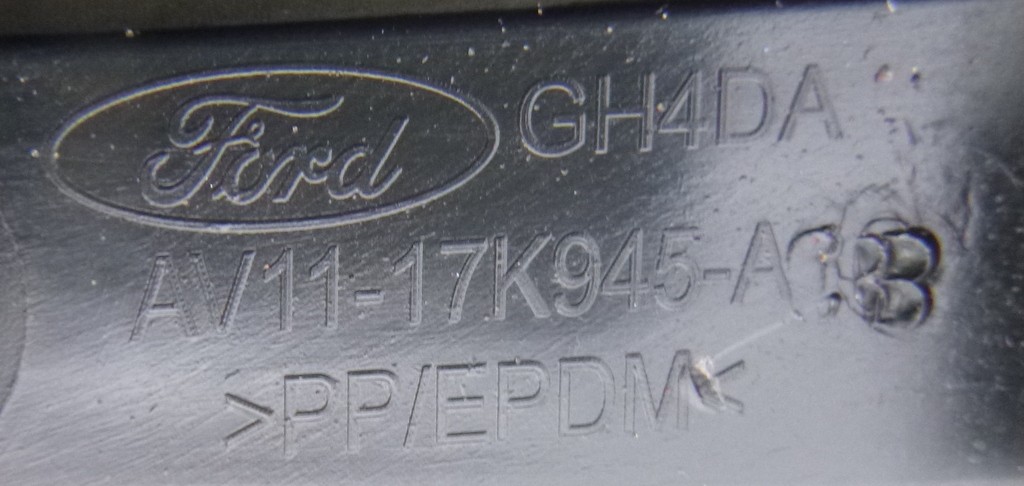 Ford GH4DA
AV11-17K945-A
>PP/EPDM<